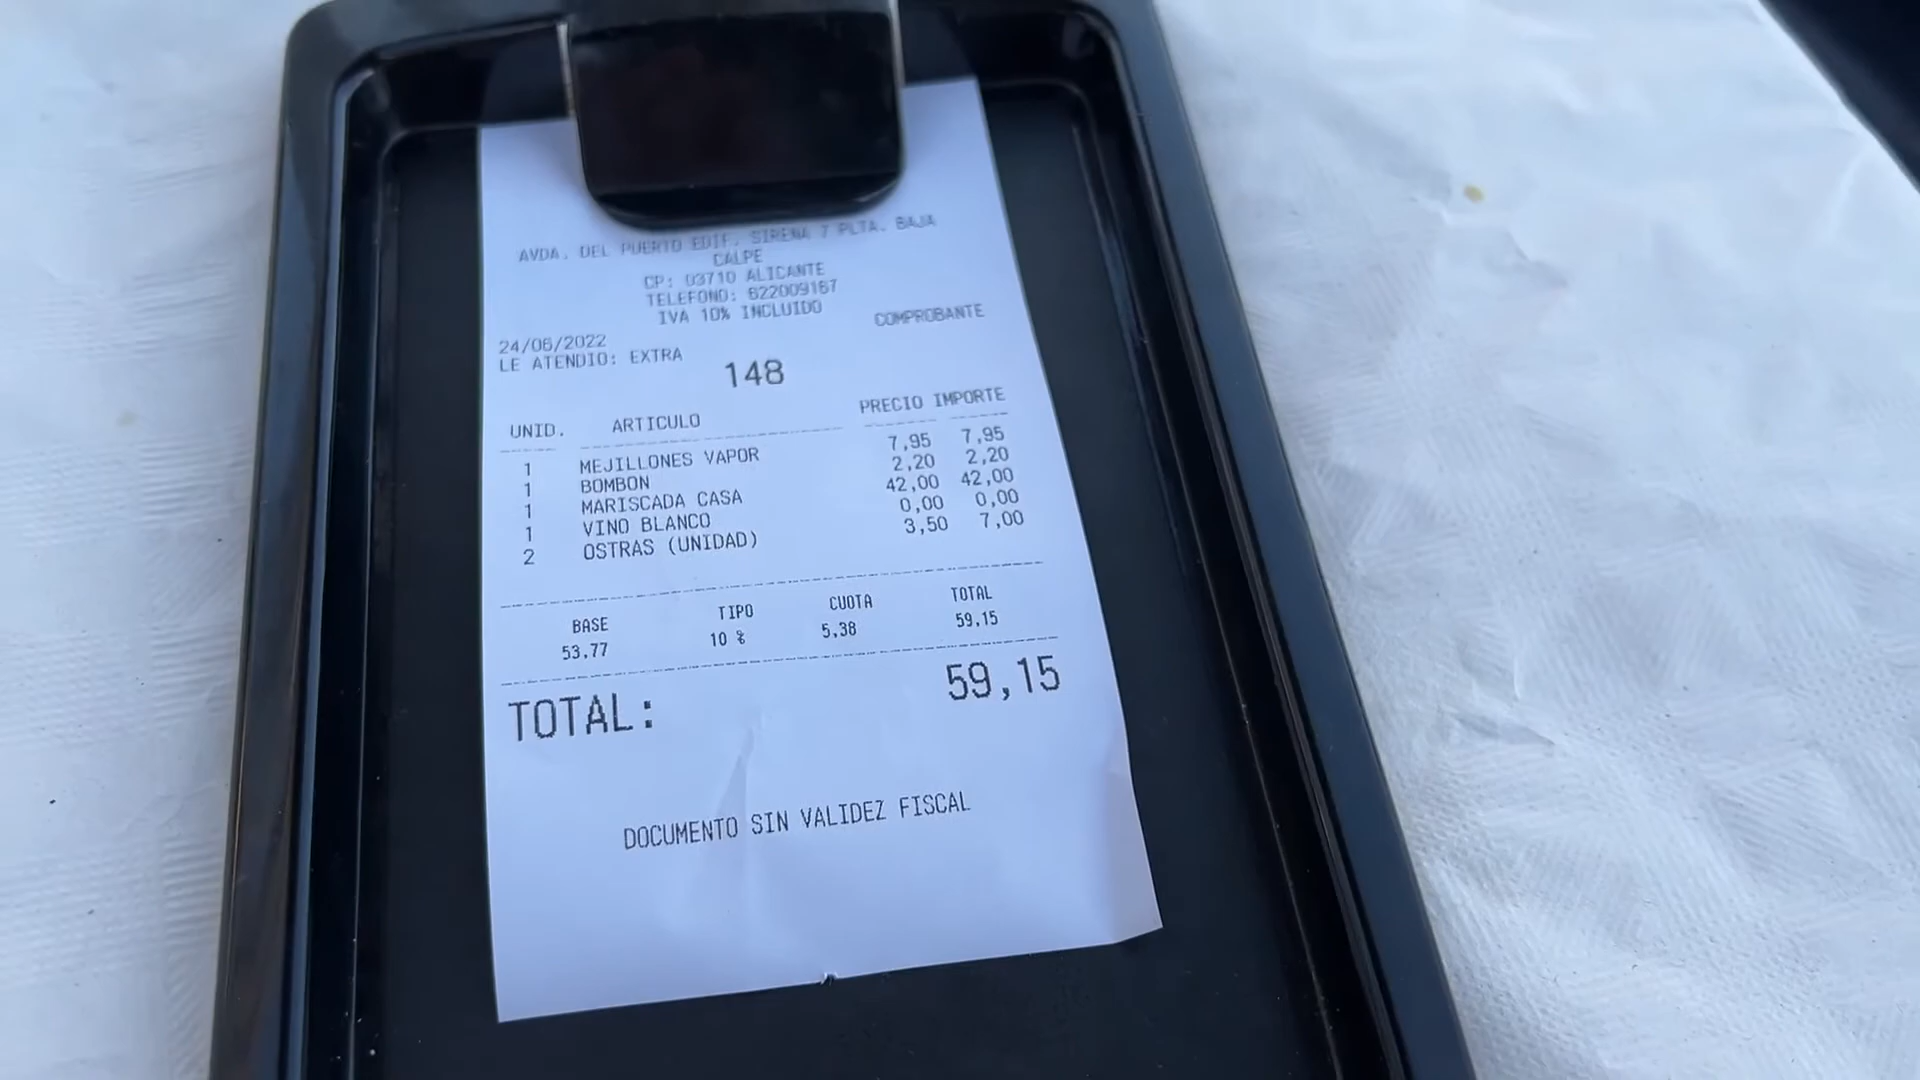 AVDA. DEL PUERTO EDIF. SIRENA 7 PLTA. BAJA
CALPE
CP: 03710 ALICANTE
TELEFONO: 622009167
IVA 10% INCLUIDO
COMPROBANTE
24/06/2022
LE ATENDIO: EXTRA
148
UNID. ARTICULO PRECIO IMPORTE
1 MEJILLONES VAPOR 7,95 7,95
1 BOMBON 2,20 2,20
1 MARISCADA CASA 42,00 42,00
1 VINO BLANCO 0,00 0,00
2 OSTRAS (UNIDAD) 3,50 7,00
BASE TIPO CUOTA TOTAL
53,77 10 % 5,38 59,15
TOTAL: 59,15
DOCUMENTO SIN VALIDEZ FISCAL